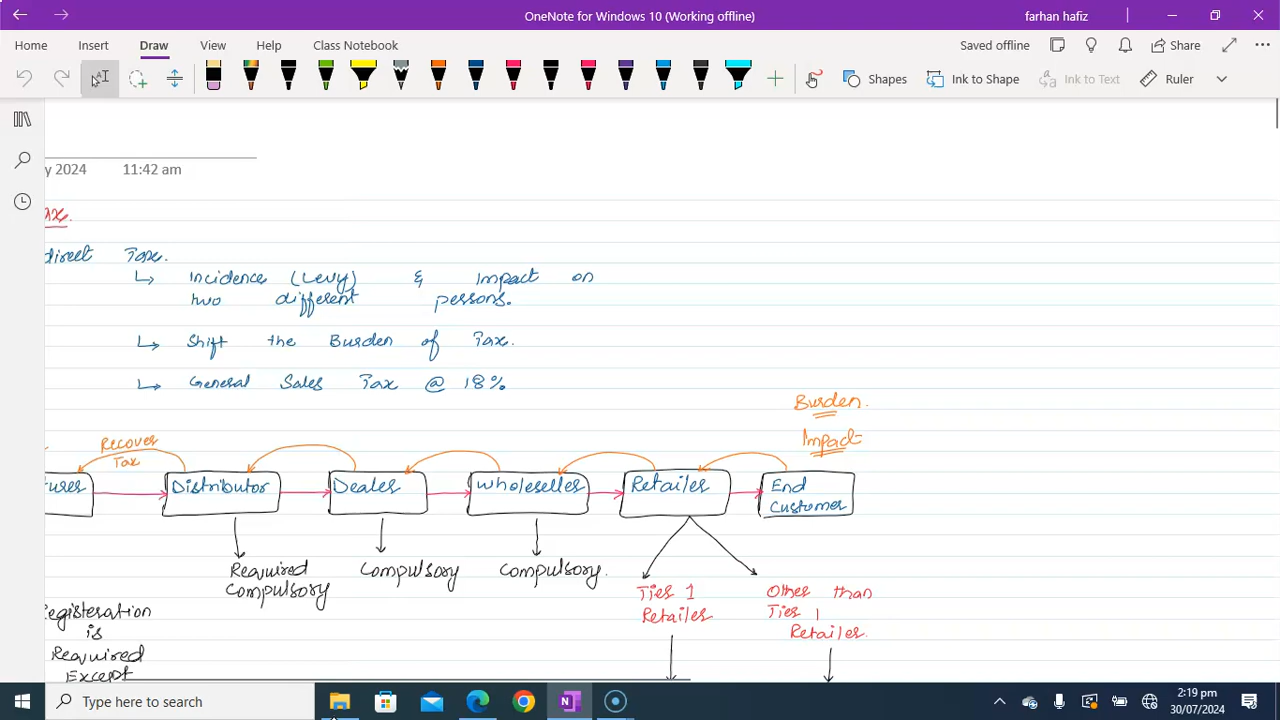 OneNote for Windows 10 (Working offline)
farhan hafiz
Home Insert Draw View Help Class Notebook
Saved offline
Share
Shapes
Ink to Shape
Ink to Text
Ruler
y 2024 11:42 am
ax.
direct Tax.
↳ Incidence (Levy) & Impact on
two different persons.
↳ Shift the Burden of Tax.
↳ General Sales Tax @ 18%
Burden.
Impact
Recover
Tax
Distributor
Dealer
Wholeseller
Retailer
End
Customer
Required
Compulsory
Compulsory
Compulsory.
Tier 1
Retailer
Other than
Tier 1
Retailer.
Registeration
is
Required
Except
Type here to search
2:19 pm
30/07/2024